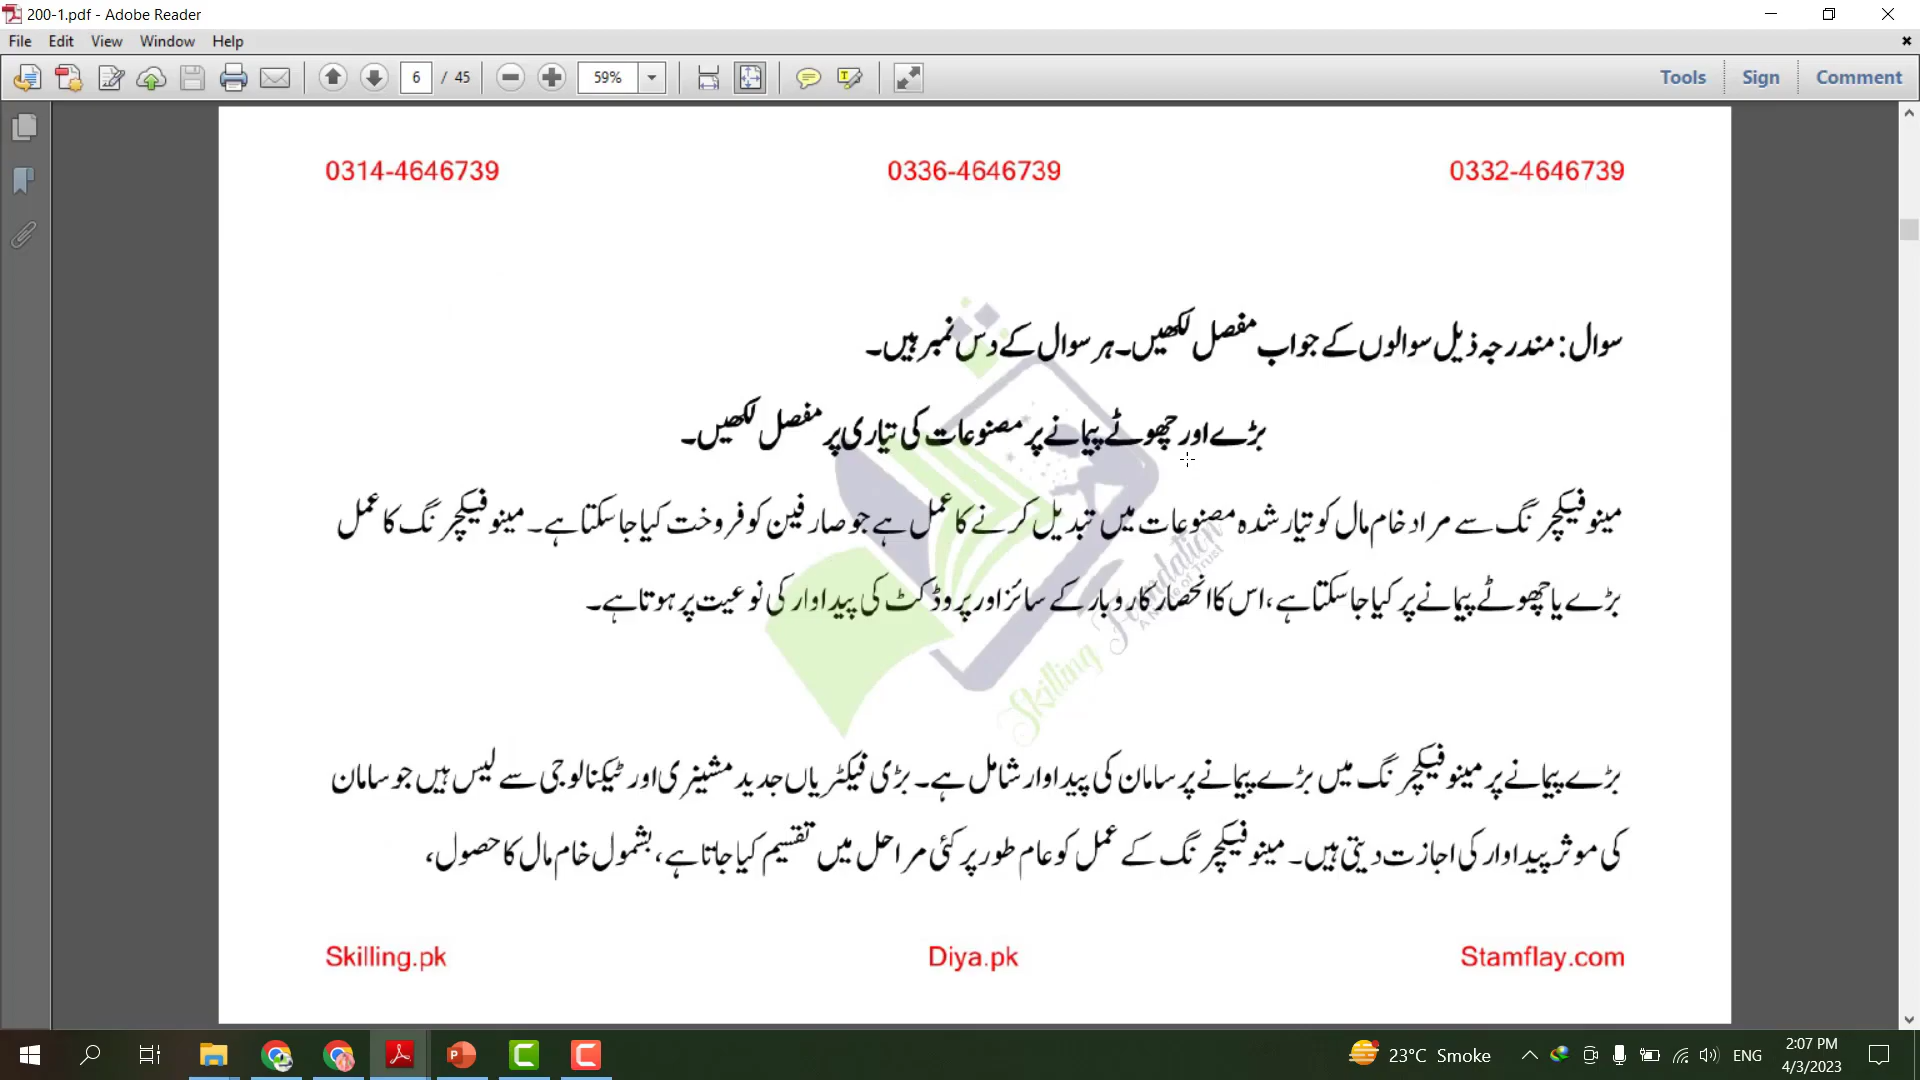 200-1.pdf - Adobe Reader
File Edit View Window Help
6 / 45 59% Tools Sign Comment
0314-4646739 0336-4646739 0332-4646739
سوال: مندرجہ ذیل سوالوں کے جواب مفصل لکھیں۔ ہر سوال کے دس نمبر ہیں۔
بڑے اور چھوٹے پیمانے پر مصنوعات کی تیاری پر مفصل لکھیں۔
مینوفیکچرنگ سے مراد خام مال کو تیار شدہ مصنوعات میں تبدیل کرنے کا عمل ہے جو صارفین کو فروخت کیا جا سکتا ہے۔ مینوفیکچرنگ کا عمل
بڑے یا چھوٹے پیمانے پر کیا جا سکتا ہے، اس کا انحصار کاروبار کے سائز اور پروڈکٹ کی پیداوار کی نوعیت پر ہوتا ہے۔
Skilling Foundation
بڑے پیمانے پر مینوفیکچرنگ میں بڑے پیمانے پر سامان کی پیداوار شامل ہے۔ بڑی فیکٹریاں جدید مشینری اور ٹیکنالوجی سے لیس ہیں جو سامان
کی موثر پیداوار کی اجازت دیتی ہیں۔ مینوفیکچرنگ کے عمل کو عام طور پر کئی مراحل میں تقسیم کیا جاتا ہے، بشمول خام مال کا حصول،
Skilling.pk Diya.pk Stamflay.com
23°C Smoke ENG 2:07 PM
4/3/2023